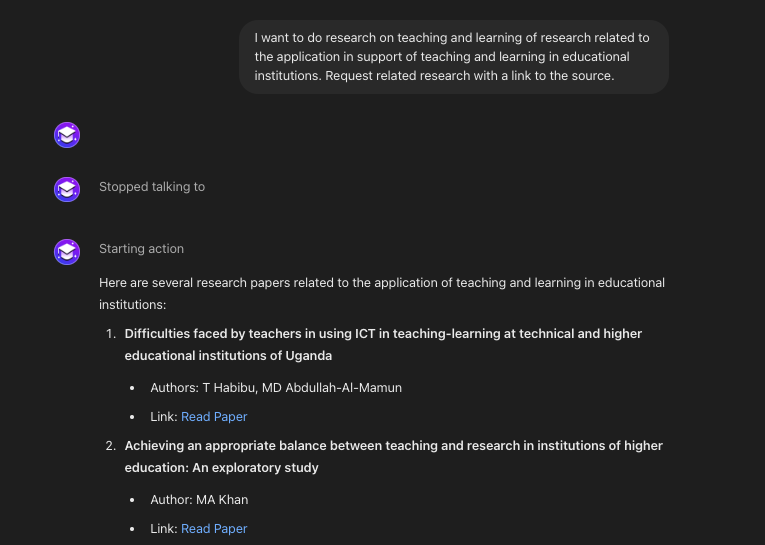 I want to do research on teaching and learning of research related to
the application in support of teaching and learning in educational
institutions. Request related research with a link to the source.
Stopped talking to
Starting action
Here are several research papers related to the application of teaching and learning in educational
institutions:
1. Difficulties faced by teachers in using ICT in teaching-learning at technical and higher
educational institutions of Uganda
• Authors: T Habibu, MD Abdullah-Al-Mamun
• Link: Read Paper
2. Achieving an appropriate balance between teaching and research in institutions of higher
education: An exploratory study
• Author: MA Khan
• Link: Read Paper